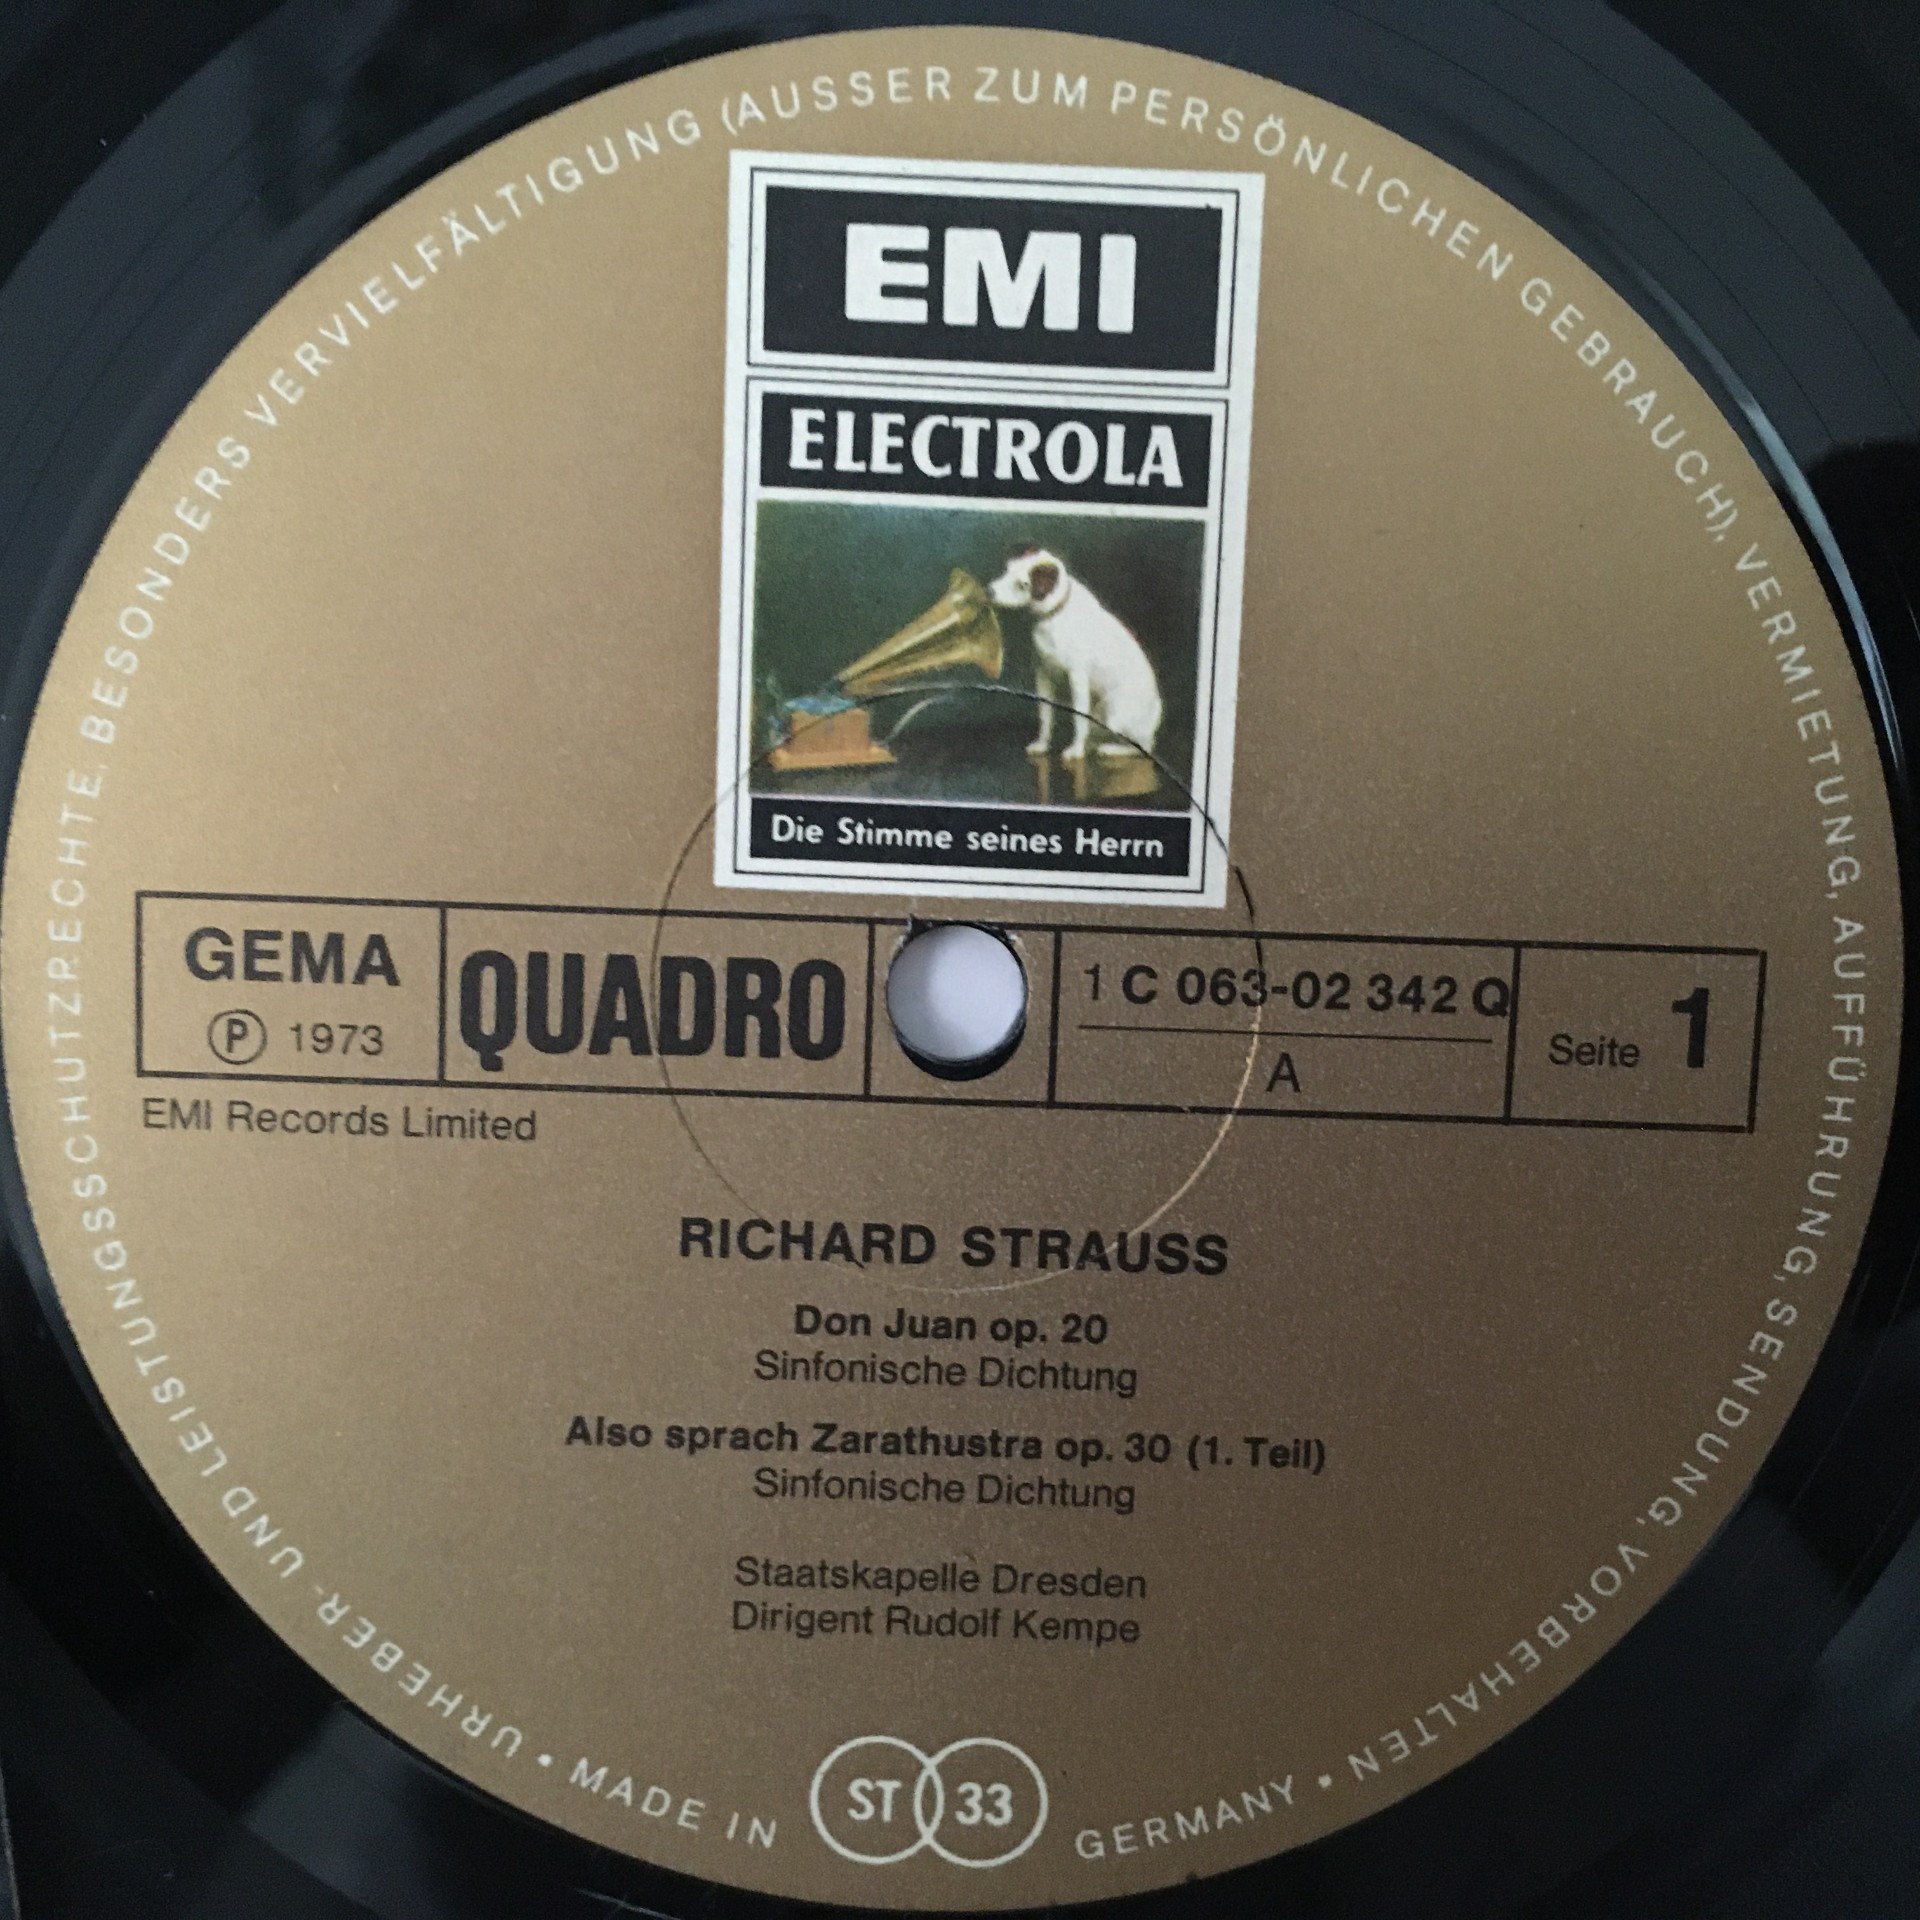 EMI
ELECTROLA
Die Stimme seines Herrn
GEMA
Ⓟ 1973
QUADRO
1 C 063-02 342 Q
A
Seite 1
EMI Records Limited
RICHARD STRAUSS
Don Juan op. 20
Sinfonische Dichtung
Also sprach Zarathustra op. 30 (1. Teil)
Sinfonische Dichtung
Staatskapelle Dresden
Dirigent Rudolf Kempe
ST 33
URHEBER- UND LEISTUNGSSCHUTZRECHTE, BESONDERS VERVIELFÄLTIGUNG (AUSSER ZUM PERSÖNLICHEN GEBRAUCH), VERMIETUNG, AUFFÜHRUNG, SENDUNG, VORBEHALTEN • MADE IN GERMANY •